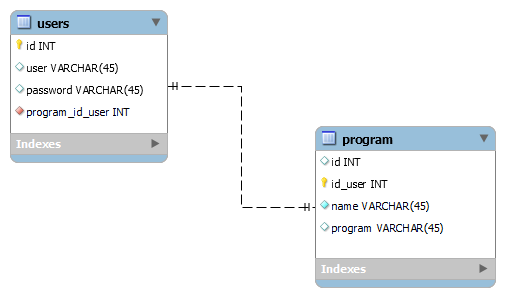 users
id INT
user VARCHAR(45)
password VARCHAR(45)
program_id_user INT
Indexes
program
id INT
id_user INT
name VARCHAR(45)
program VARCHAR(45)
Indexes